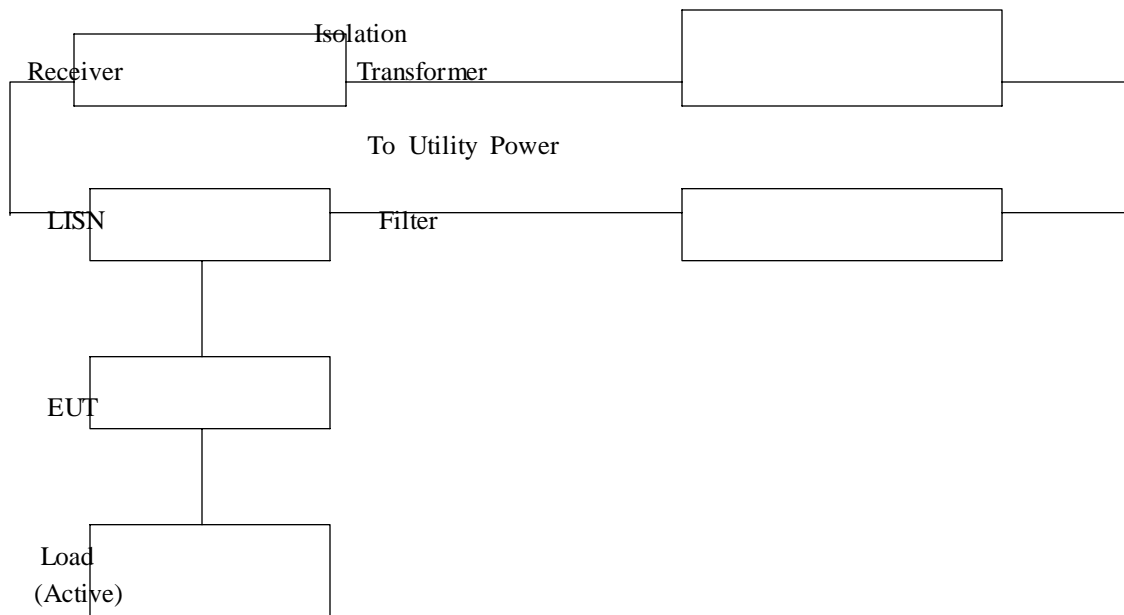 Isolation
Receiver Transformer
To Utility Power
LISN Filter
EUT
Load
(Active)